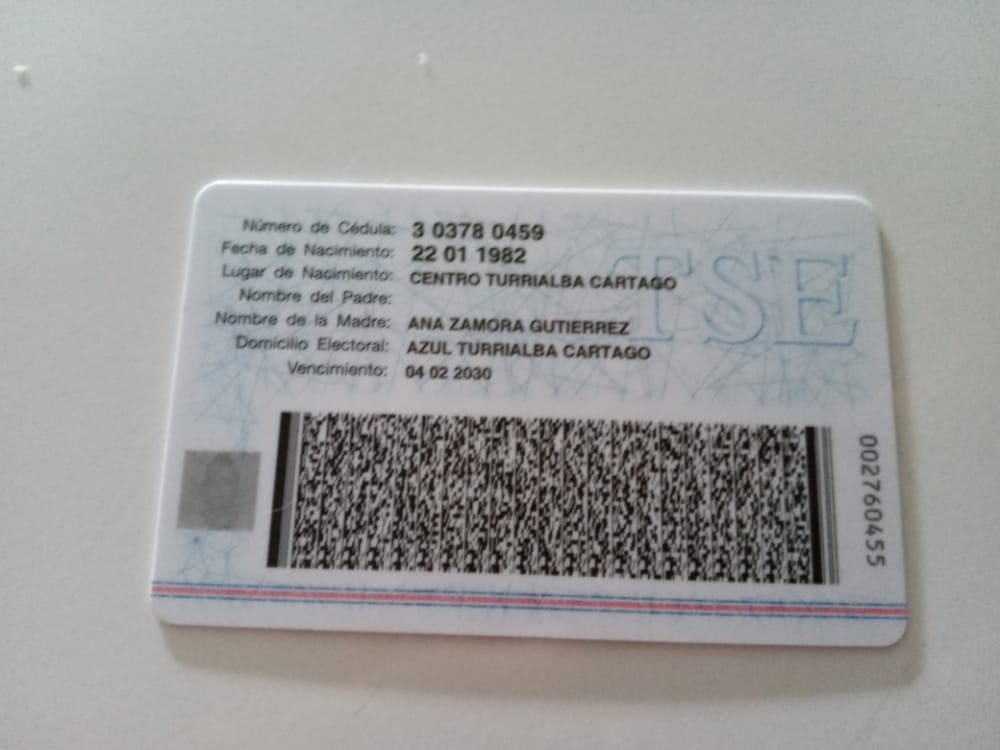 Número de Cédula: 3 0378 0459
Fecha de Nacimiento: 22 01 1982
Lugar de Nacimiento: CENTRO TURRIALBA CARTAGO
Nombre del Padre:
Nombre de la Madre: ANA ZAMORA GUTIERREZ
Domicilio Electoral: AZUL TURRIALBA CARTAGO
Vencimiento: 04 02 2030
TSE
002760455